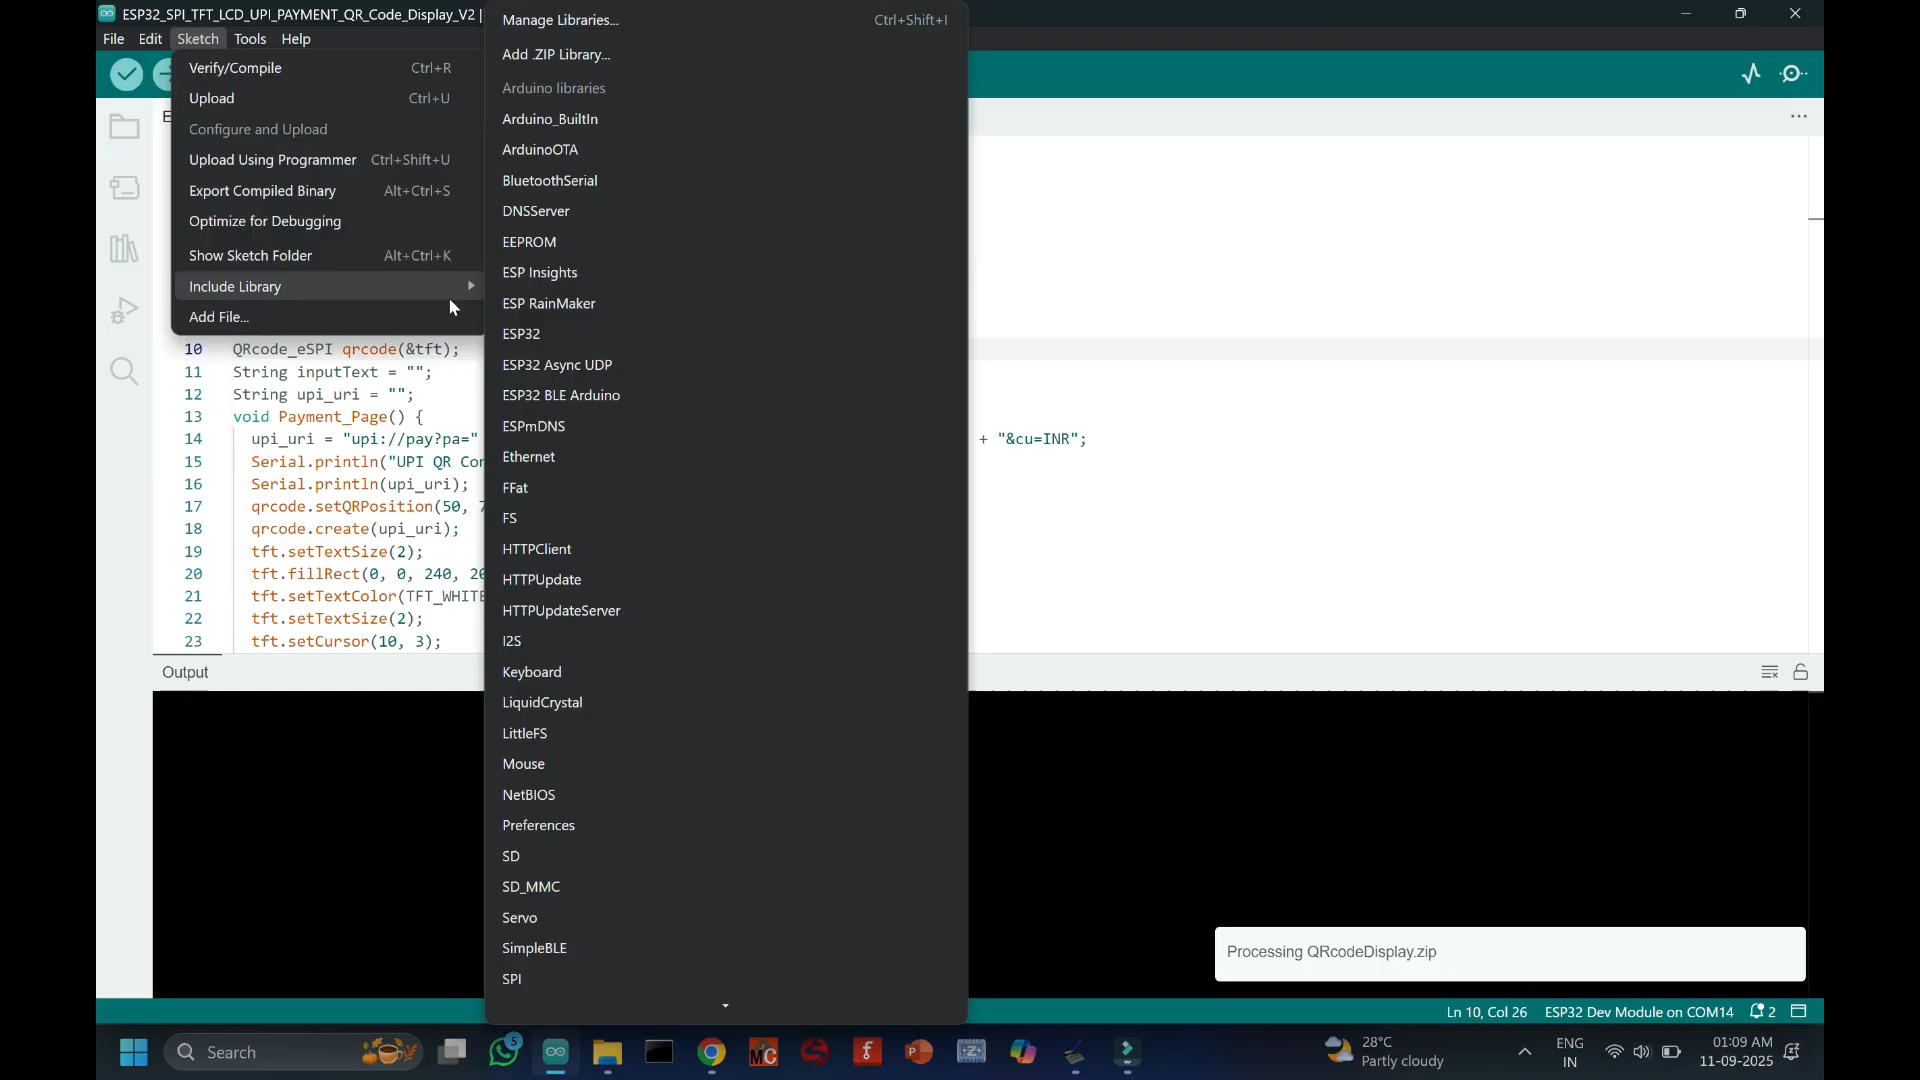 ESP32_SPI_TFT_LCD_UPI_PAYMENT_QR_Code_Display_V2 |
File Edit Sketch Tools Help
Verify/Compile Ctrl+R
Upload Ctrl+U
Configure and Upload
Upload Using Programmer Ctrl+Shift+U
Export Compiled Binary Alt+Ctrl+S
Optimize for Debugging
Show Sketch Folder Alt+Ctrl+K
Include Library
Add File...
Manage Libraries... Ctrl+Shift+I
Add .ZIP Library...
Arduino libraries
Arduino_BuiltIn
ArduinoOTA
BluetoothSerial
DNSServer
EEPROM
ESP Insights
ESP RainMaker
ESP32
ESP32 Async UDP
ESP32 BLE Arduino
ESPmDNS
Ethernet
FFat
FS
HTTPClient
HTTPUpdate
HTTPUpdateServer
I2S
Keyboard
LiquidCrystal
LittleFS
Mouse
NetBIOS
Preferences
SD
SD_MMC
Servo
SimpleBLE
SPI
10 QRcode_eSPI qrcode(&tft);
11 String inputText = "";
12 String upi_uri = "";
13 void Payment_Page() {
14 upi_uri = "upi://pay?pa=" + "&cu=INR";
15 Serial.println("UPI QR Con
16 Serial.println(upi_uri);
17 qrcode.setQRPosition(50, 7
18 qrcode.create(upi_uri);
19 tft.setTextSize(2);
20 tft.fillRect(0, 0, 240, 20
21 tft.setTextColor(TFT_WHITE
22 tft.setTextSize(2);
23 tft.setCursor(10, 3);
Output
Processing QRcodeDisplay.zip
Ln 10, Col 26 ESP32 Dev Module on COM14 2
Search
5
28°C
Partly cloudy
ENG
IN
01:09 AM
11-09-2025